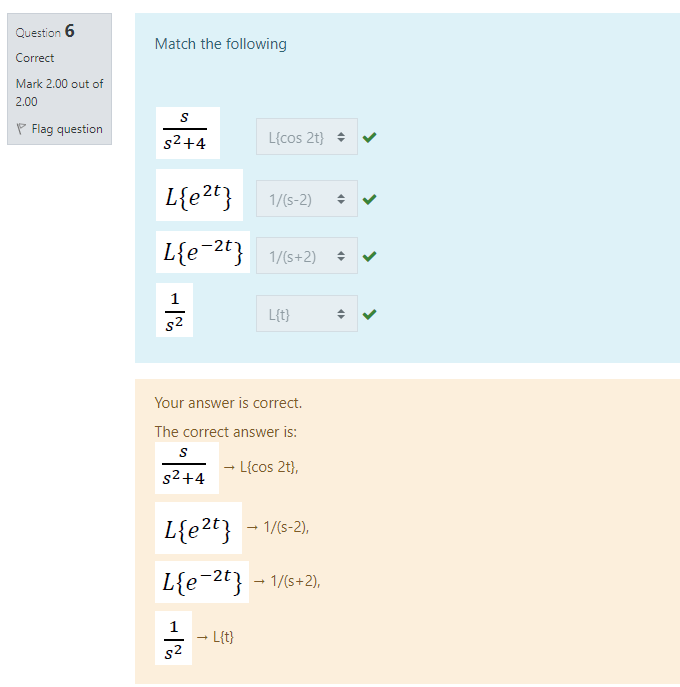 Question 6
Correct
Mark 2.00 out of
2.00
Flag question
Match the following
s
s²+4
L{cos 2t}
L{e²ᵗ}
1/(s-2)
L{e⁻²ᵗ}
1/(s+2)
1
s²
L{t}
Your answer is correct.
The correct answer is:
s
s²+4
→ L{cos 2t},
L{e²ᵗ} → 1/(s-2),
L{e⁻²ᵗ} → 1/(s+2),
1
s²
→ L{t}